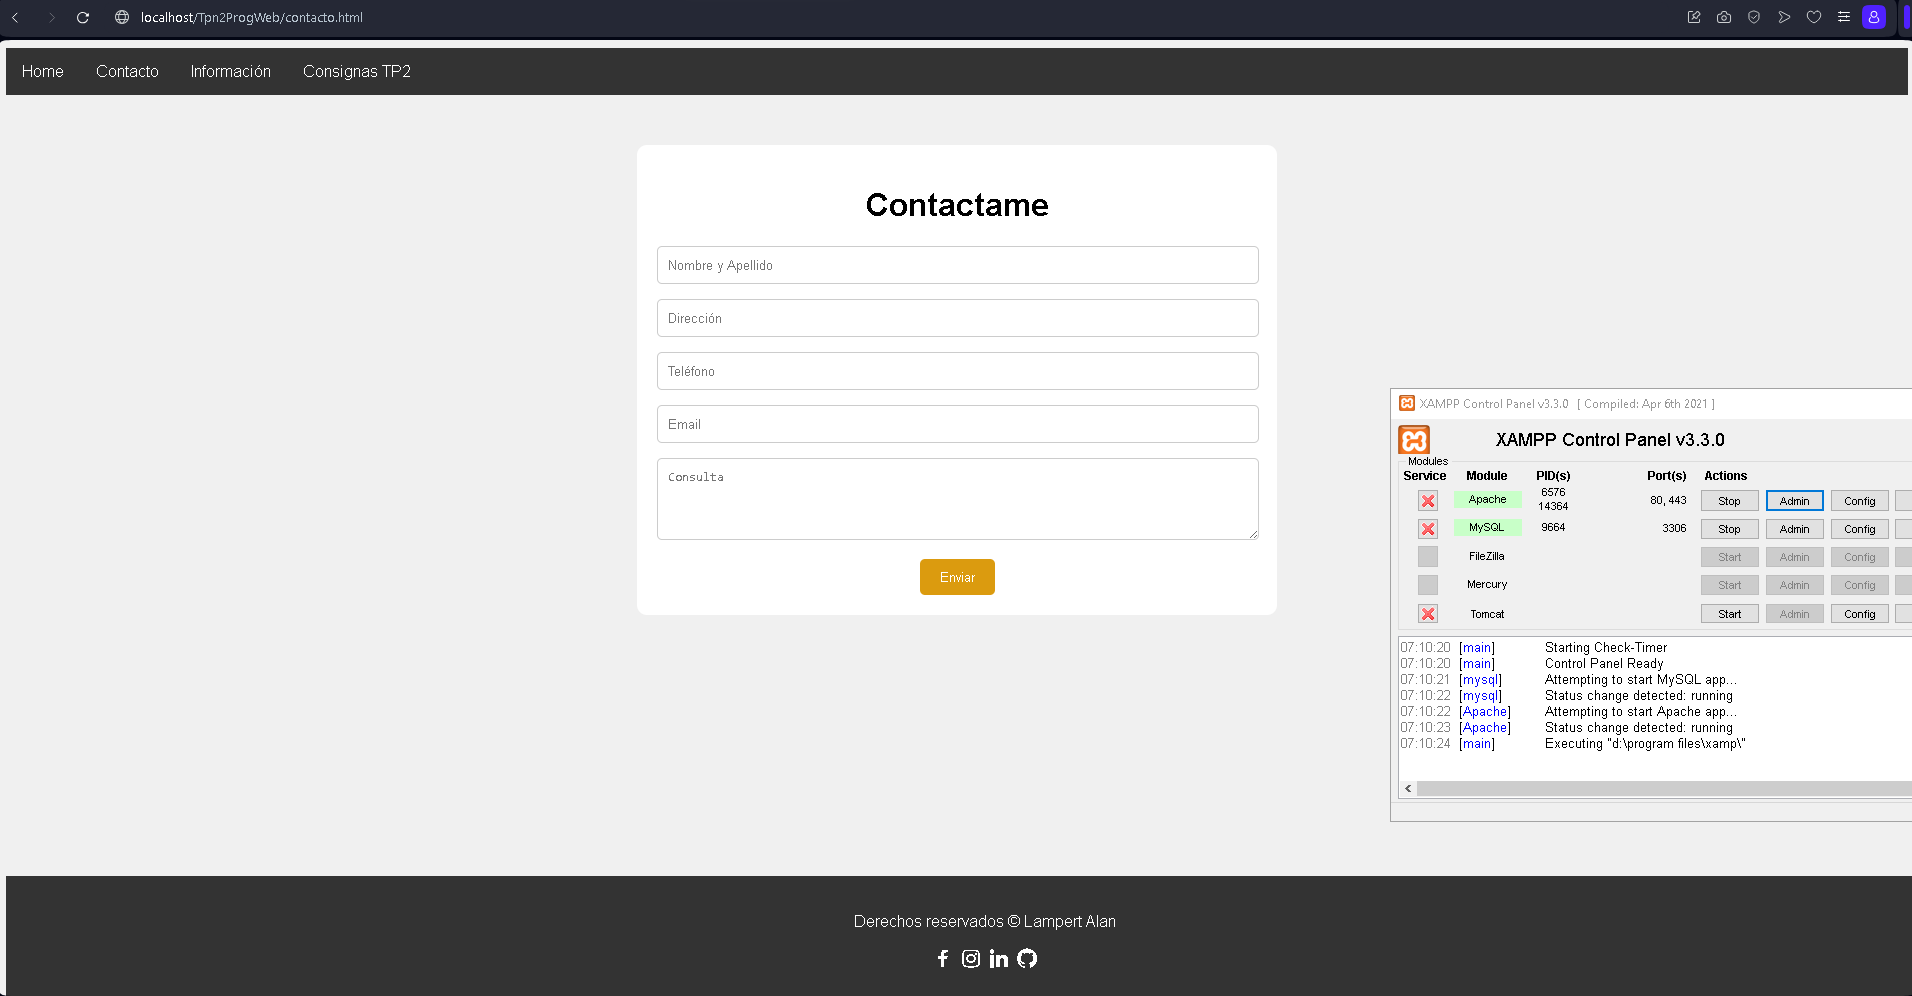 localhost/Tpn2ProgWeb/contacto.html
Home Contacto Información Consignas TP2
Contactame
Nombre y Apellido
Dirección
Teléfono
Email
Consulta
Enviar
XAMPP Control Panel v3.3.0 [ Compiled: Apr 6th 2021 ]
XAMPP Control Panel v3.3.0
Modules
Service Module PID(s) Port(s) Actions
Apache 6576 14364 80, 443 Stop Admin Config
MySQL 9664 3306 Stop Admin Config
FileZilla Start Admin Config
Mercury Start Admin Config
Tomcat Start Admin Config
07:10:20 [main] Starting Check-Timer
07:10:20 [main] Control Panel Ready
07:10:21 [mysql] Attempting to start MySQL app...
07:10:22 [mysql] Status change detected: running
07:10:22 [Apache] Attempting to start Apache app...
07:10:23 [Apache] Status change detected: running
07:10:24 [main] Executing "d:\program files\xamp\"
Derechos reservados © Lampert Alan